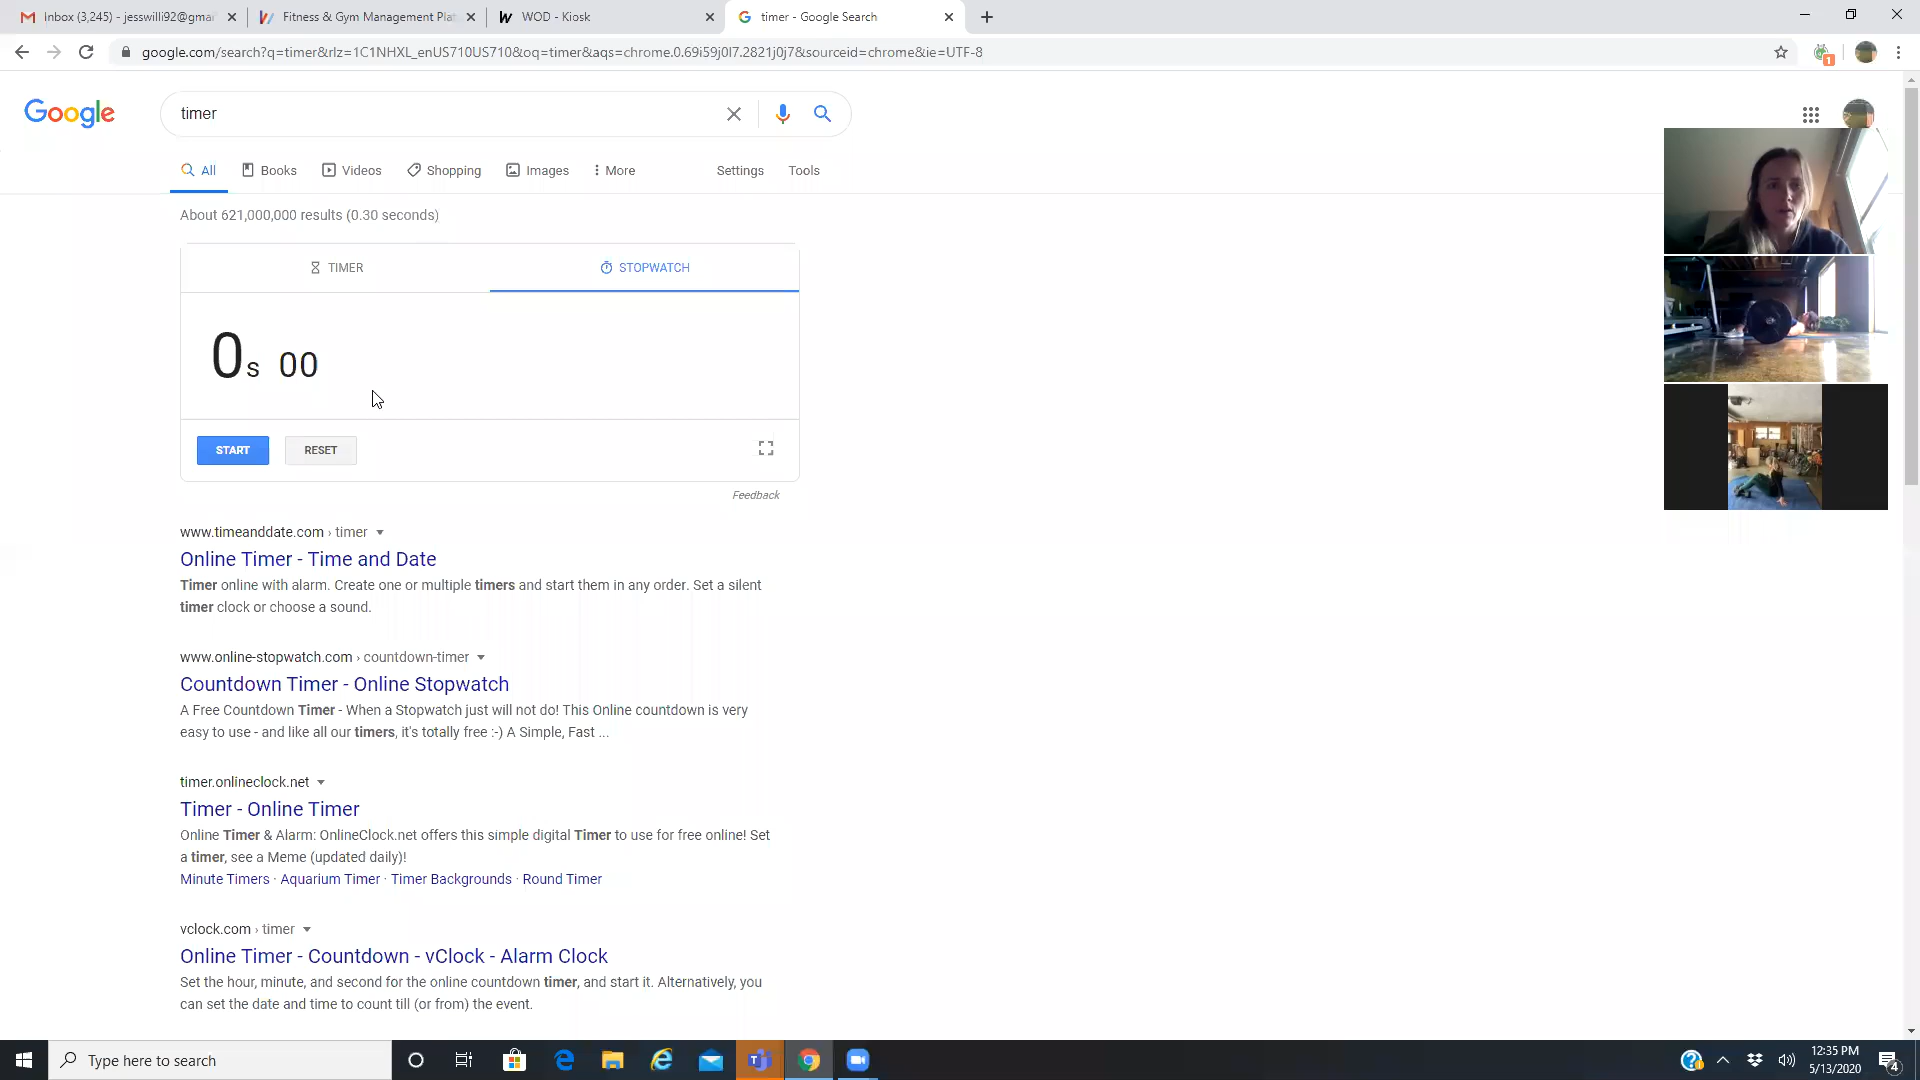 Inbox (3,245) - jesswilli92@gmai
Fitness & Gym Management Plat
WOD - Kiosk
timer - Google Search
google.com/search?q=timer&rlz=1C1NHXL_enUS710US710&oq=timer&aqs=chrome.0.69i59j0l7.2821j0j7&sourceid=chrome&ie=UTF-8
1
Google
timer
All
Books
Videos
Shopping
Images
More
Settings
Tools
About 621,000,000 results (0.30 seconds)
TIMER
STOPWATCH
0s 00
START
RESET
Feedback
www.timeanddate.com › timer
Online Timer - Time and Date
Timer online with alarm. Create one or multiple timers and start them in any order. Set a silent
timer clock or choose a sound.
www.online-stopwatch.com › countdown-timer
Countdown Timer - Online Stopwatch
A Free Countdown Timer - When a Stopwatch just will not do! This Online countdown is very
easy to use - and like all our timers, it's totally free :-) A Simple, Fast ...
timer.onlineclock.net
Timer - Online Timer
Online Timer & Alarm: OnlineClock.net offers this simple digital Timer to use for free online! Set
a timer, see a Meme (updated daily)!
Minute Timers · Aquarium Timer · Timer Backgrounds · Round Timer
vclock.com › timer
Online Timer - Countdown - vClock - Alarm Clock
Set the hour, minute, and second for the online countdown timer, and start it. Alternatively, you
can set the date and time to count till (or from) the event.
Type here to search
12:35 PM
5/13/2020
4